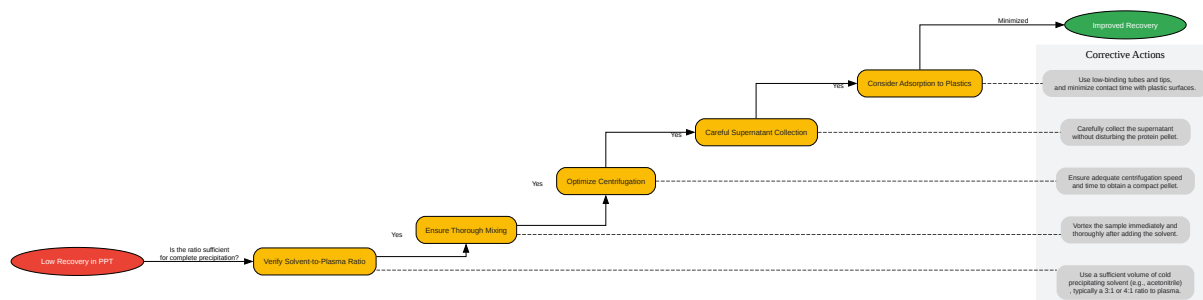 Minimized
Improved Recovery
Corrective Actions
Yes
Consider Adsorption to Plastics
Use low-binding tubes and tips,
and minimize contact time with plastic surfaces.
Yes
Careful Supernatant Collection
Carefully collect the supernatant
without disturbing the protein pellet.
Yes
Optimize Centrifugation
Ensure adequate centrifugation speed
and time to obtain a compact pellet.
Yes
Ensure Thorough Mixing
Vortex the sample immediately and
thoroughly after adding the solvent.
Low Recovery in PPT
Is the ratio sufficient
for complete precipitation?
Verify Solvent-to-Plasma Ratio
Use a sufficient volume of cold
precipitating solvent (e.g., acetonitrile)
, typically a 3:1 or 4:1 ratio to plasma.